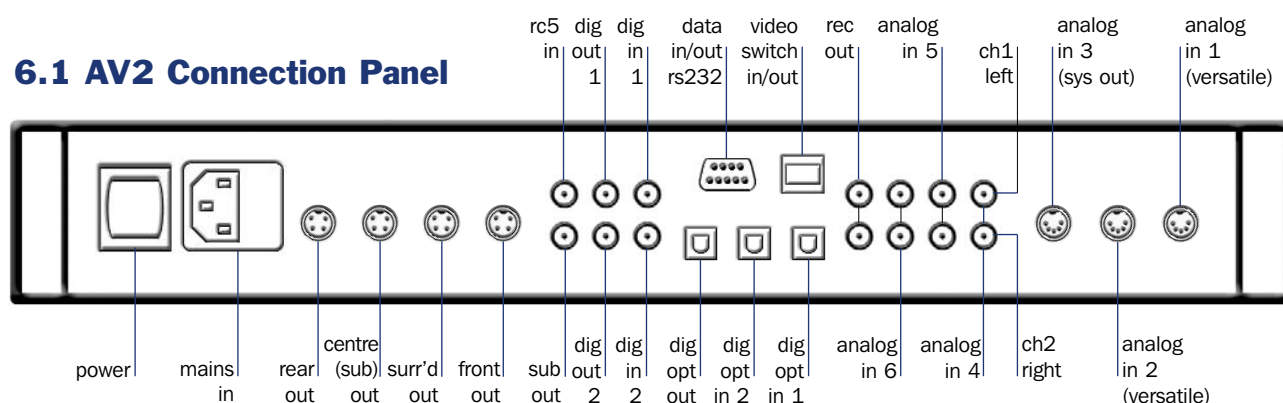 6.1 AV2 Connection Panel
rc5
in
dig
out
1
dig
in
1
data
in/out
rs232
video
switch
in/out
rec
out
analog
in 5
ch1
left
analog
in 3
(sys out)
analog
in 1
(versatile)
power
mains
in
rear
out
centre
(sub)
out
surr'd
out
front
out
sub
out
dig
out
2
dig
in
2
dig
opt
out
dig
opt
in 2
dig
opt
in 1
analog
in 6
analog
in 4
ch2
right
analog
in 2
(versatile)